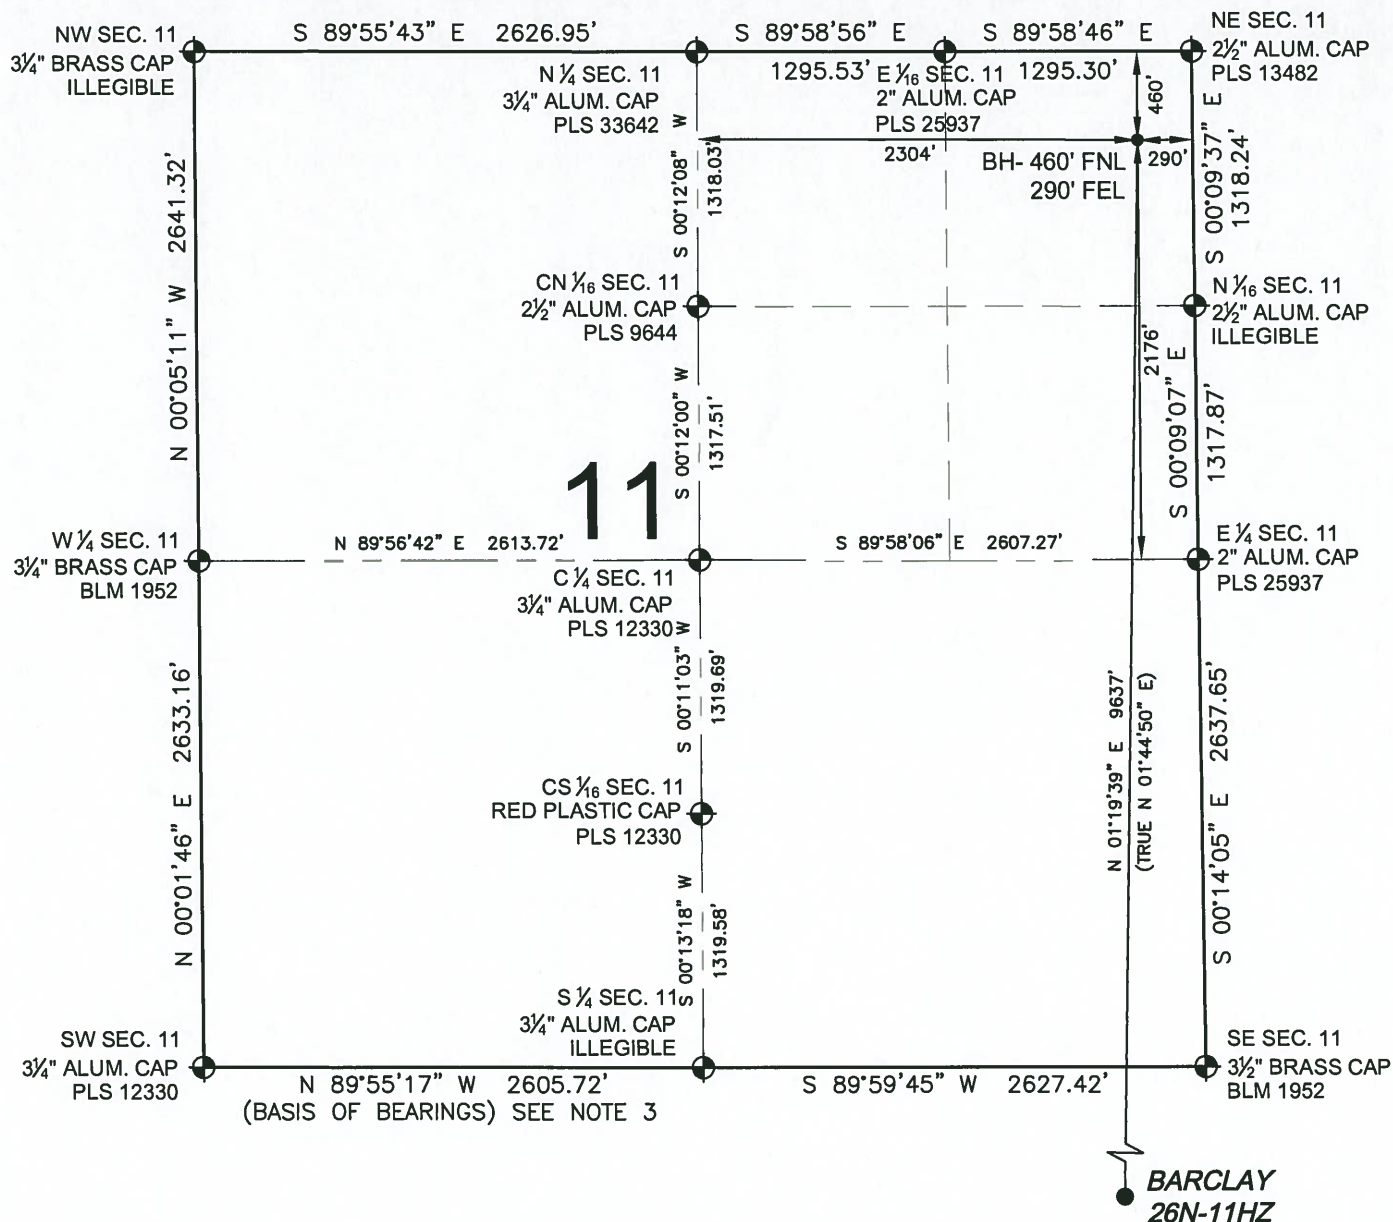 NW SEC. 11
3¼" BRASS CAP
ILLEGIBLE
S 89°55'43" E 2626.95'
S 89°58'56" E
1295.53'
S 89°58'46" E
1295.30'
NE SEC. 11
2½" ALUM. CAP
PLS 13482
N ¼ SEC. 11
3¼" ALUM. CAP
PLS 33642
E 1/16 SEC. 11
2" ALUM. CAP
PLS 25937
460'
2304'
290'
BH- 460' FNL
290' FEL
S 00°09'37" E
1318.24'
N 00°05'11" W 2641.32'
S 00°12'08" W
1318.03'
CN 1/16 SEC. 11
2½" ALUM. CAP
PLS 9644
N 1/16 SEC. 11
2½" ALUM. CAP
ILLEGIBLE
2176'
S 00°12'00" W
1317.51'
S 00°09'07" E
1317.87'
11
W ¼ SEC. 11
3¼" BRASS CAP
BLM 1952
N 89°56'42" E 2613.72'
S 89°58'06" E 2607.27'
E ¼ SEC. 11
2" ALUM. CAP
PLS 25937
C ¼ SEC. 11
3¼" ALUM. CAP
PLS 12330
N 00°01'46" E 2633.16'
S 00°11'03" W
1319.69'
N 01°19'39" E 9637'
(TRUE N 01°44'50" E)
S 00°14'05" E 2637.65'
CS 1/16 SEC. 11
RED PLASTIC CAP
PLS 12330
S 00°13'18" W
1319.58'
S ¼ SEC. 11
3¼" ALUM. CAP
ILLEGIBLE
SW SEC. 11
3¼" ALUM. CAP
PLS 12330
N 89°55'17" W 2605.72'
(BASIS OF BEARINGS) SEE NOTE 3
S 89°59'45" W 2627.42'
SE SEC. 11
3½" BRASS CAP
BLM 1952
BARCLAY
26N-11HZ